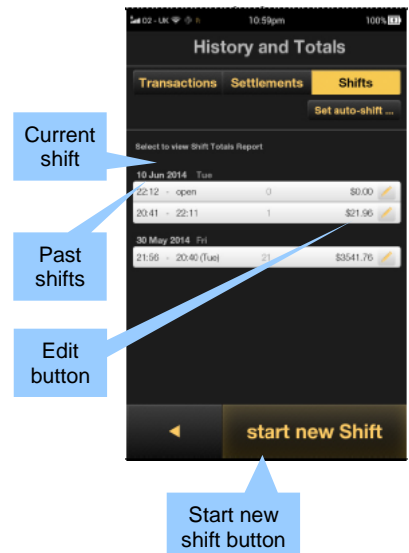 O2 - UK 10:59pm 100%
History and Totals
Transactions Settlements Shifts
Set auto-shift ...
Current shift
Select to view Shift Totals Report
10 Jun 2014 Tue
22:12 - open 0 $0.00
20:41 - 22:11 1 $21.96
Past shifts
30 May 2014 Fri
21:56 - 20:40 (Tue) 21 $3541.76
Edit button
start new Shift
Start new shift button